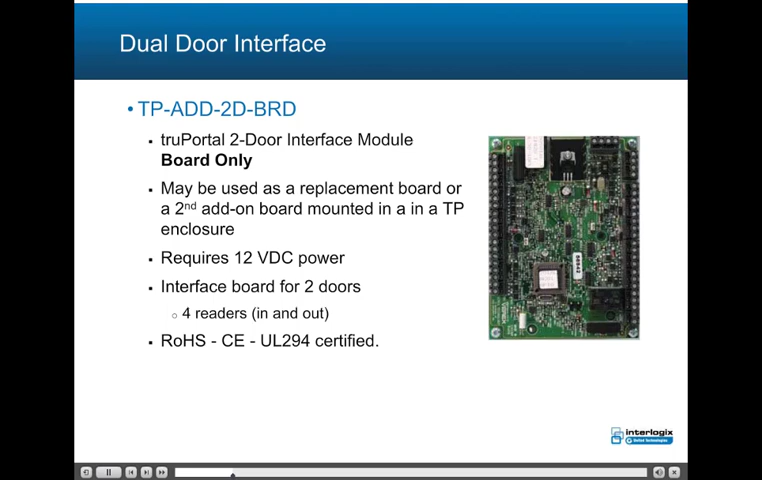 Dual Door Interface
• TP-ADD-2D-BRD
▪ truPortal 2-Door Interface Module
Board Only
▪ May be used as a replacement board or
a 2nd add-on board mounted in a in a TP
enclosure
▪ Requires 12 VDC power
▪ Interface board for 2 doors
○ 4 readers (in and out)
▪ RoHS - CE - UL294 certified.
interlogix
United Technologies